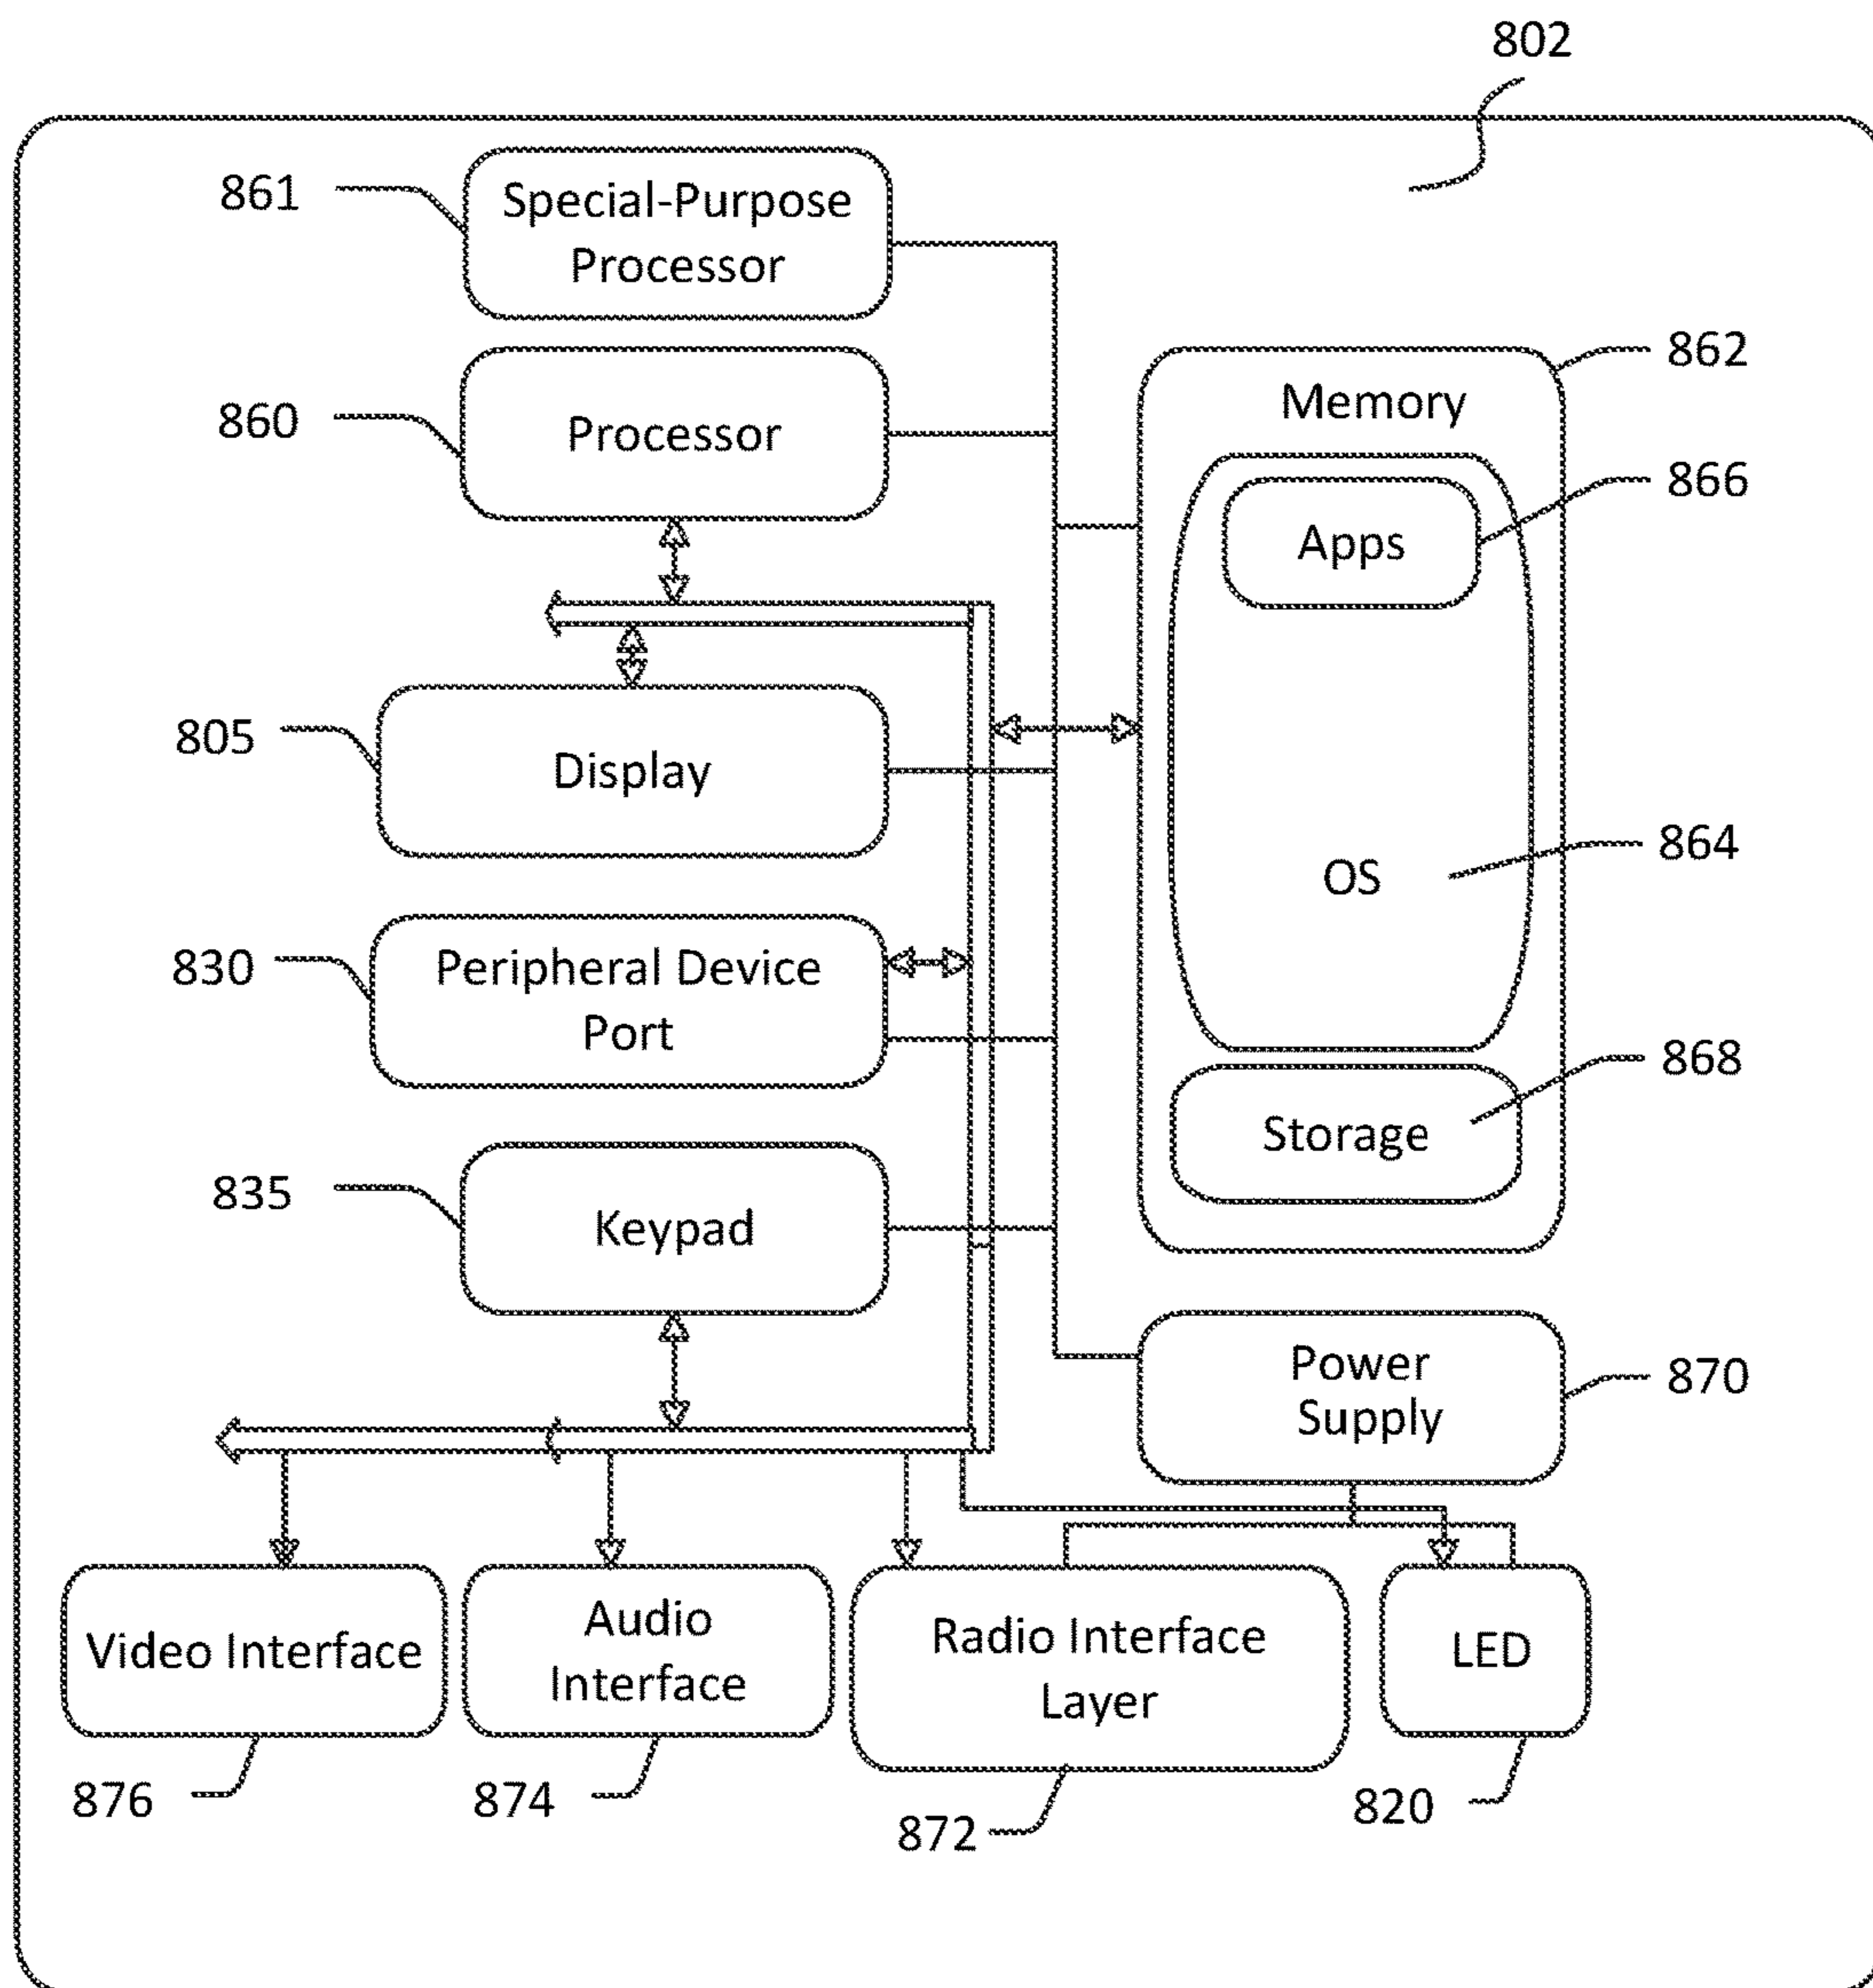 802
861
Special-Purpose
Processor
862
Memory
860
Processor
866
Apps
805
Display
864
OS
830
Peripheral Device
Port
868
Storage
835
Keypad
Power
Supply
870
Video Interface
Audio
Interface
Radio Interface
Layer
LED
876
874
872
820